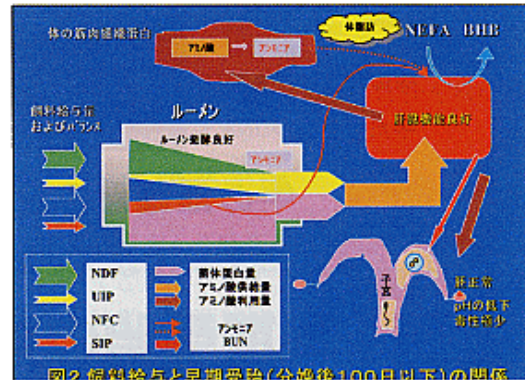 体の筋肉組織蛋白
アミノ酸
アンモニア
体脂肪
NEFA BHB
飼料給与量
およびバランス
ルーメン
ルーメン発酵良好
アンモニア
肝臓機能良好
NDF
UIP
NFC
SIP
菌体蛋白量
アミノ酸供給量
アミノ酸利用量
アンモニア
BUN
子宮
胚正常
pHの低下
毒性極少
図2 飼料給与と早期受胎(分娩後100日以下)の関係